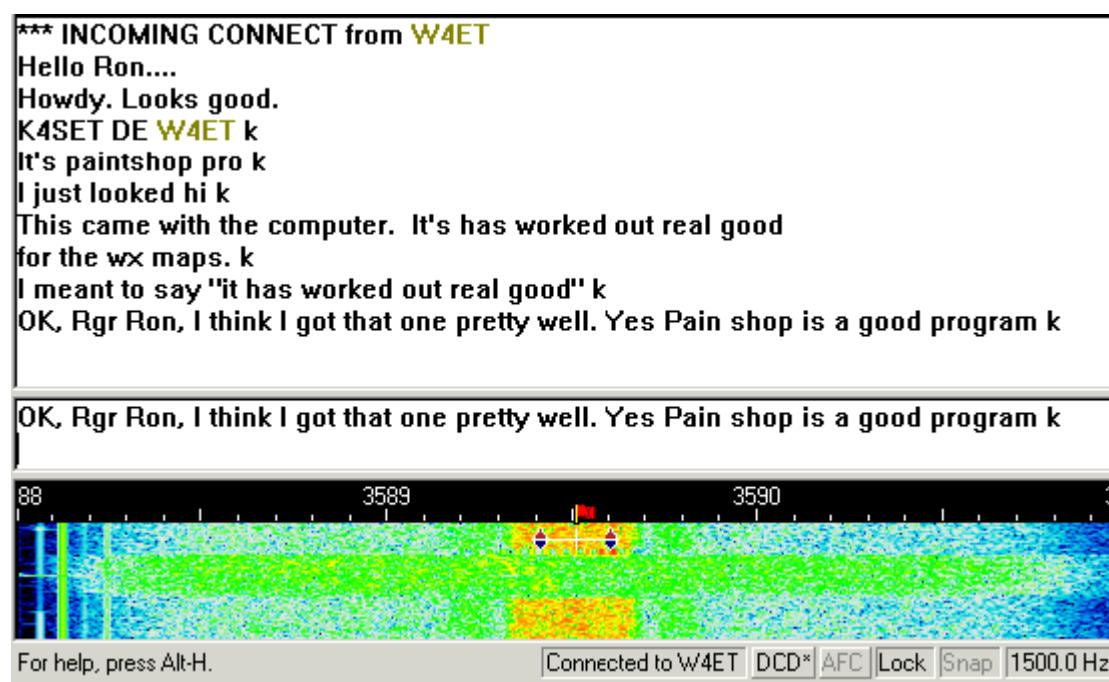 *** INCOMING CONNECT from W4ET
Hello Ron....
Howdy. Looks good.
K4SET DE W4ET k
It's paintshop pro k
I just looked hi k
This came with the computer.  It's has worked out real good
for the wx maps. k
I meant to say "it has worked out real good" k
OK, Rgr Ron, I think I got that one pretty well. Yes Pain shop is a good program k
OK, Rgr Ron, I think I got that one pretty well. Yes Pain shop is a good program k
88 3589 3590
For help, press Alt-H. Connected to W4ET DCD* AFC Lock Snap 1500.0 Hz